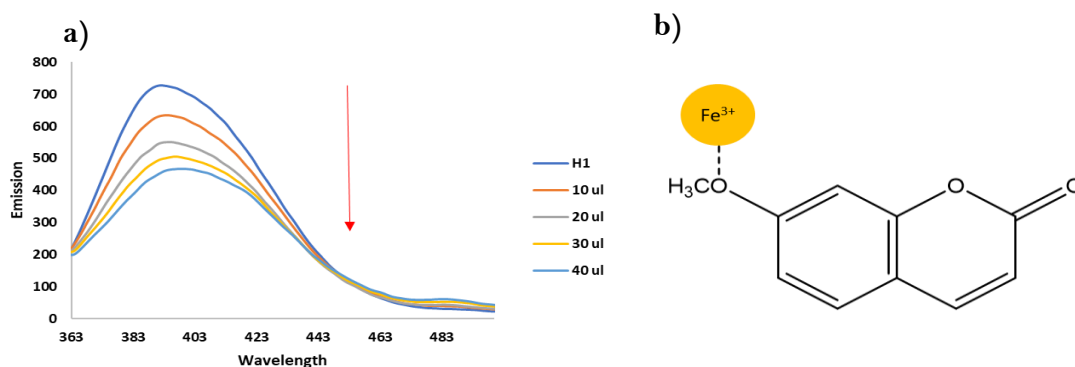 a)
800
700
600
500
400
300
200
100
0
Emission
363 383 403 423 443 463 483
Wavelength
H1
10 ul
20 ul
30 ul
40 ul
b)
Fe3+
H3C O O O